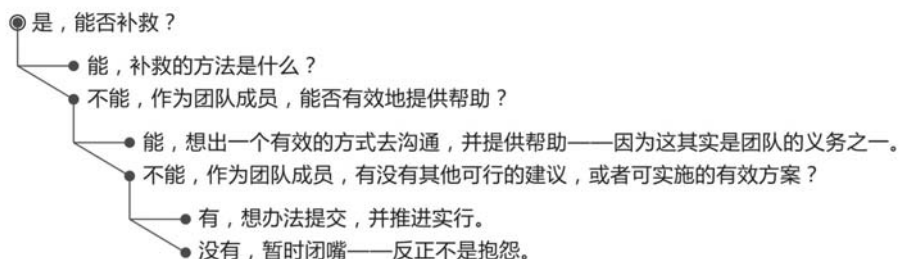 是，能否补救？
能，补救的方法是什么？
不能，作为团队成员，能否有效地提供帮助？
能，想出一个有效的方式去沟通，并提供帮助——因为这其实是团队的义务之一。
不能，作为团队成员，有没有其他可行的建议，或者可实施的有效方案？
有，想办法提交，并推进实行。
没有，暂时闭嘴——反正不是抱怨。